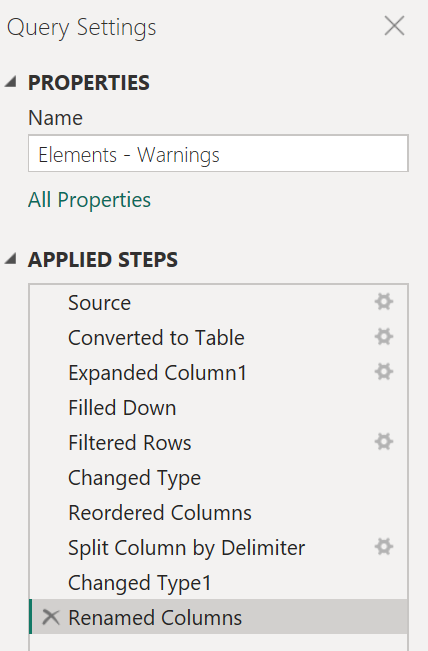 Query Settings
PROPERTIES
Name
Elements - Warnings
All Properties
APPLIED STEPS
Source
Converted to Table
Expanded Column1
Filled Down
Filtered Rows
Changed Type
Reordered Columns
Split Column by Delimiter
Changed Type1
Renamed Columns